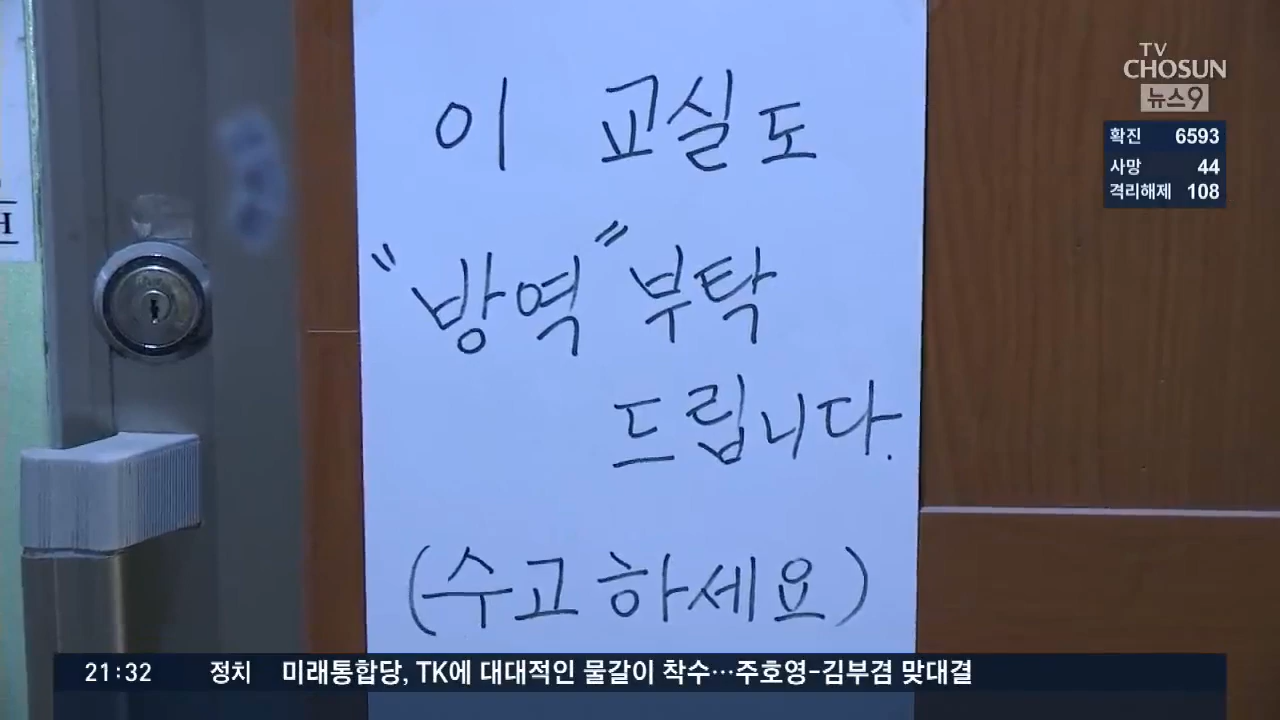 TV
CHOSUN
뉴스9
확진 6593
사망 44
격리해제 108
H
이 교실도
"방역" 부탁
드립니다.
(수고하세요)
21:32 정치 미래통합당, TK에 대대적인 물갈이 착수…주호영-김부겸 맞대결